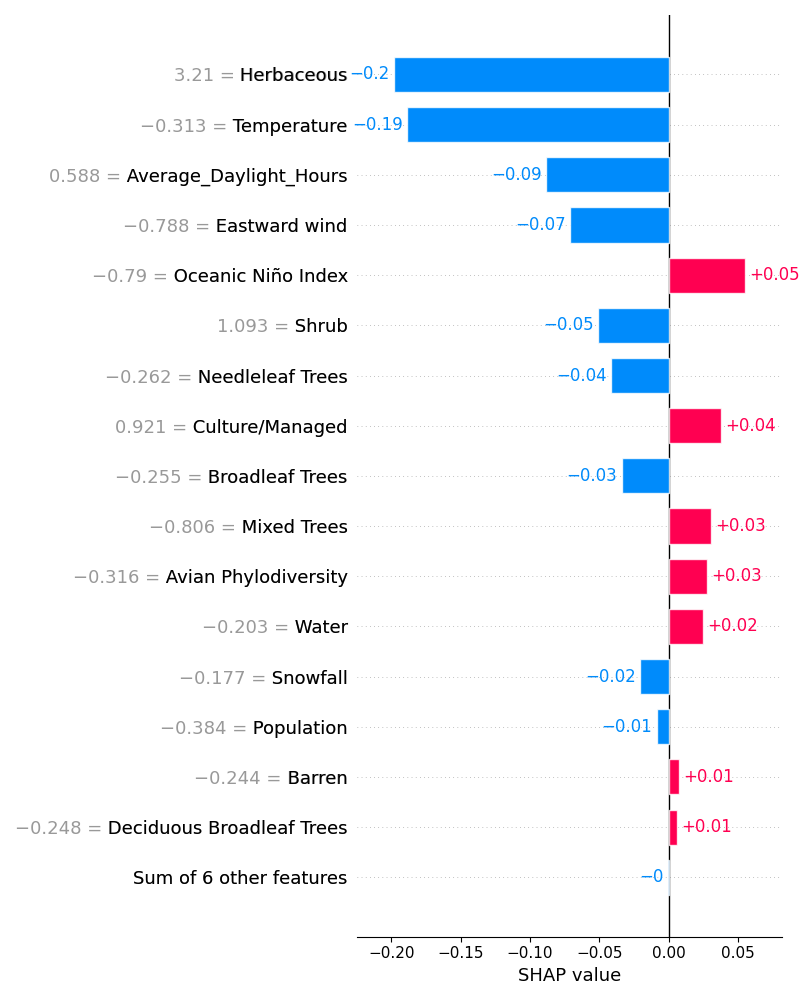 3.21 = Herbaceous −0.2
−0.313 = Temperature −0.19
0.588 = Average_Daylight_Hours −0.09
−0.788 = Eastward wind −0.07
−0.79 = Oceanic Niño Index +0.05
1.093 = Shrub −0.05
−0.262 = Needleleaf Trees −0.04
0.921 = Culture/Managed +0.04
−0.255 = Broadleaf Trees −0.03
−0.806 = Mixed Trees +0.03
−0.316 = Avian Phylodiversity +0.03
−0.203 = Water +0.02
−0.177 = Snowfall −0.02
−0.384 = Population −0.01
−0.244 = Barren +0.01
−0.248 = Deciduous Broadleaf Trees +0.01
Sum of 6 other features −0
−0.20 −0.15 −0.10 −0.05 0.00 0.05
SHAP value